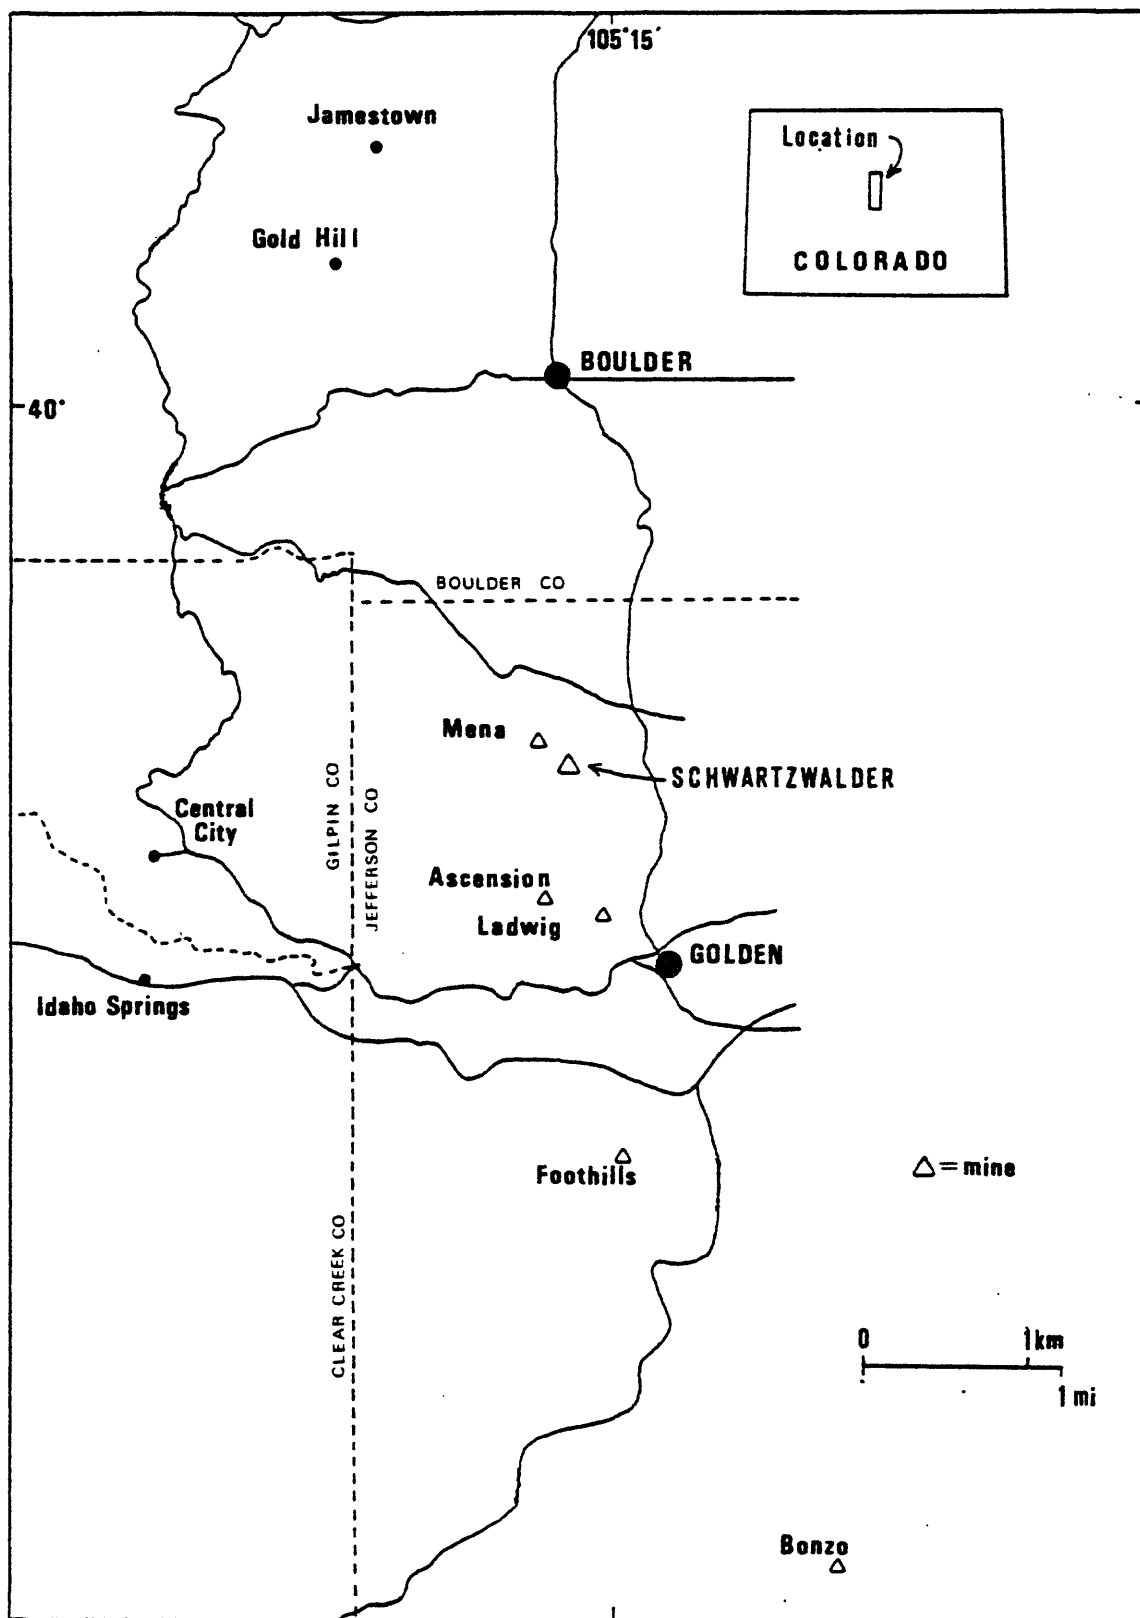 105°15′
Jamestown
Location
Gold Hill
COLORADO
BOULDER
40°
BOULDER CO
Mena
SCHWARTZWALDER
GILPIN CO
JEFFERSON CO
Central
City
Ascension
Ladwig
GOLDEN
Idaho Springs
Foothills
△=mine
CLEAR CREEK CO
0 1km
1 mi
Bonzo